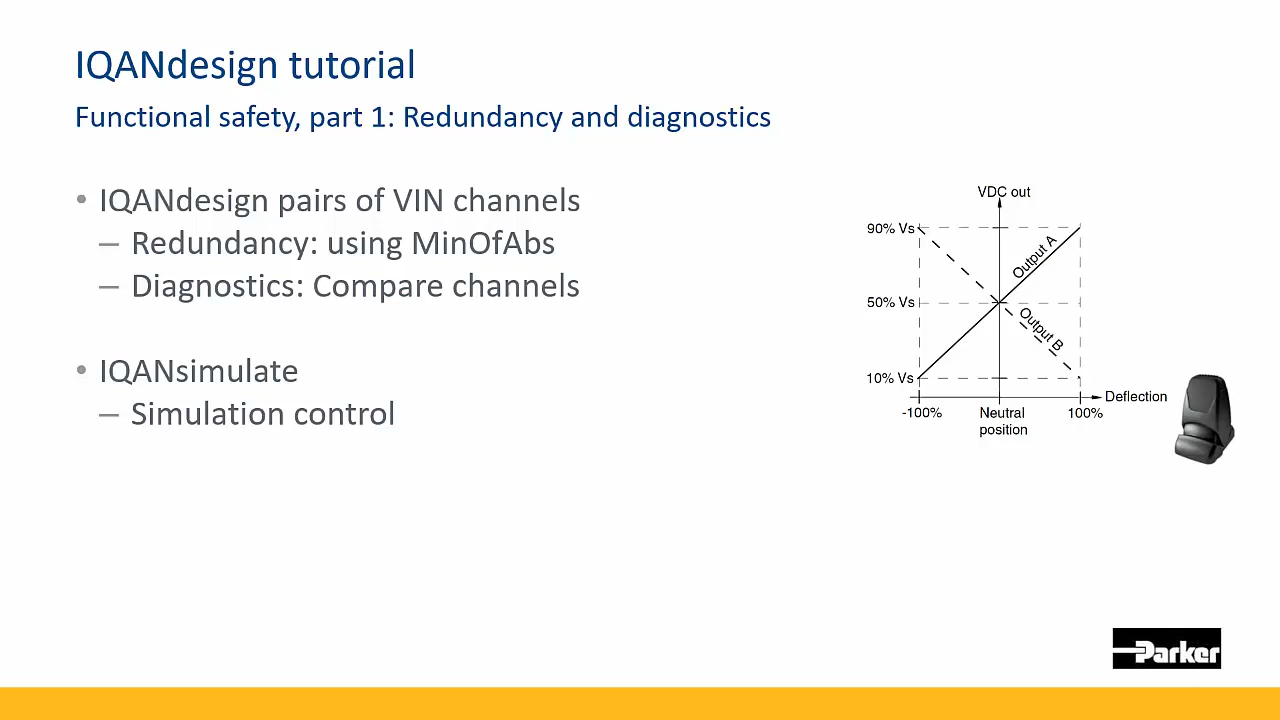 IQANdesign tutorial
Functional safety, part 1: Redundancy and diagnostics
• IQANdesign pairs of VIN channels
– Redundancy: using MinOfAbs
– Diagnostics: Compare channels
• IQANsimulate
– Simulation control
VDC out
90% Vs
Output A
50% Vs
Output B
10% Vs
Deflection
-100%
Neutral
position
100%
Parker